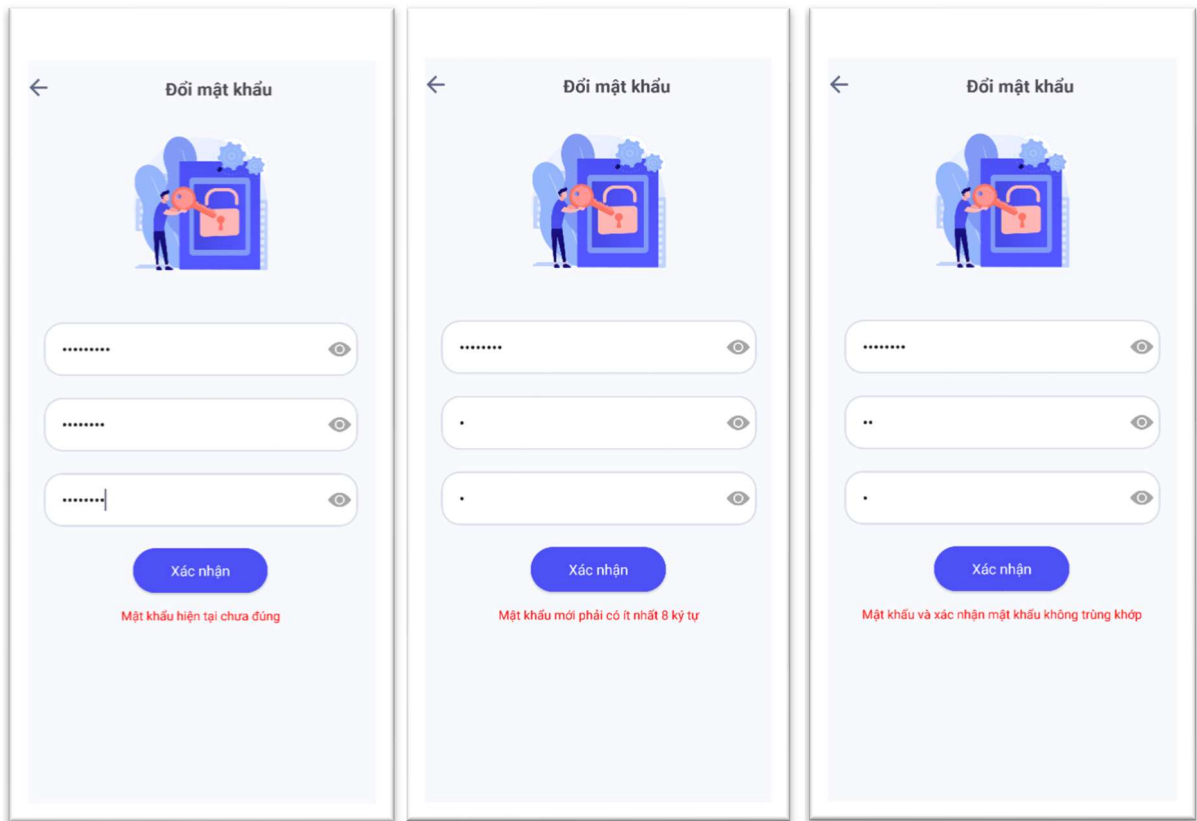 Đổi mật khẩu
•••••••••
••••••••
••••••••
Xác nhận
Mật khẩu hiện tại chưa đúng
Đổi mật khẩu
••••••••
•
•
Xác nhận
Mật khẩu mới phải có ít nhất 8 ký tự
Đổi mật khẩu
••••••••
••
•
Xác nhận
Mật khẩu và xác nhận mật khẩu không trùng khớp